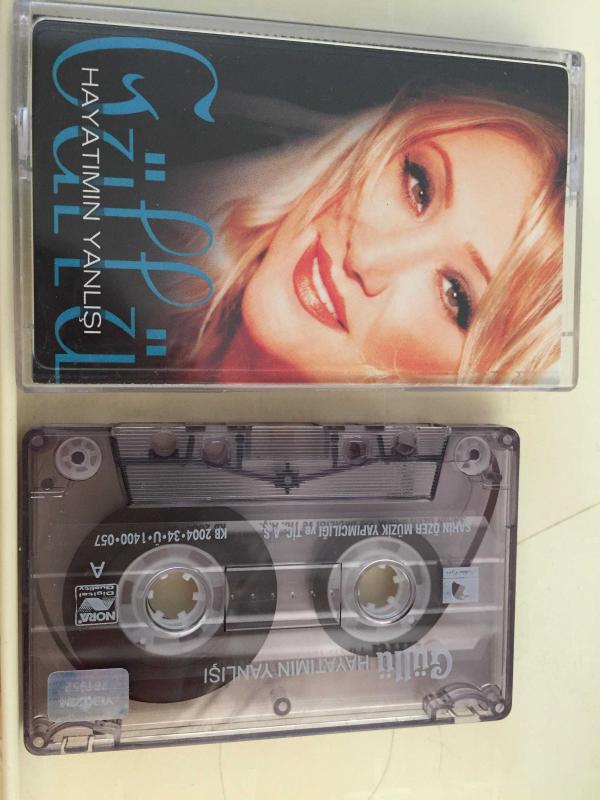 Güllü
HAYATIMIN YANLIŞI
Güllü HAYATIMIN YANLIŞI
A
NORA
Digital
Quality
ŞAHİN ÖZER MÜZİK YAPIMCILIĞI ve TİC. A.Ş.
KB 2004•34•Ü•1400-057